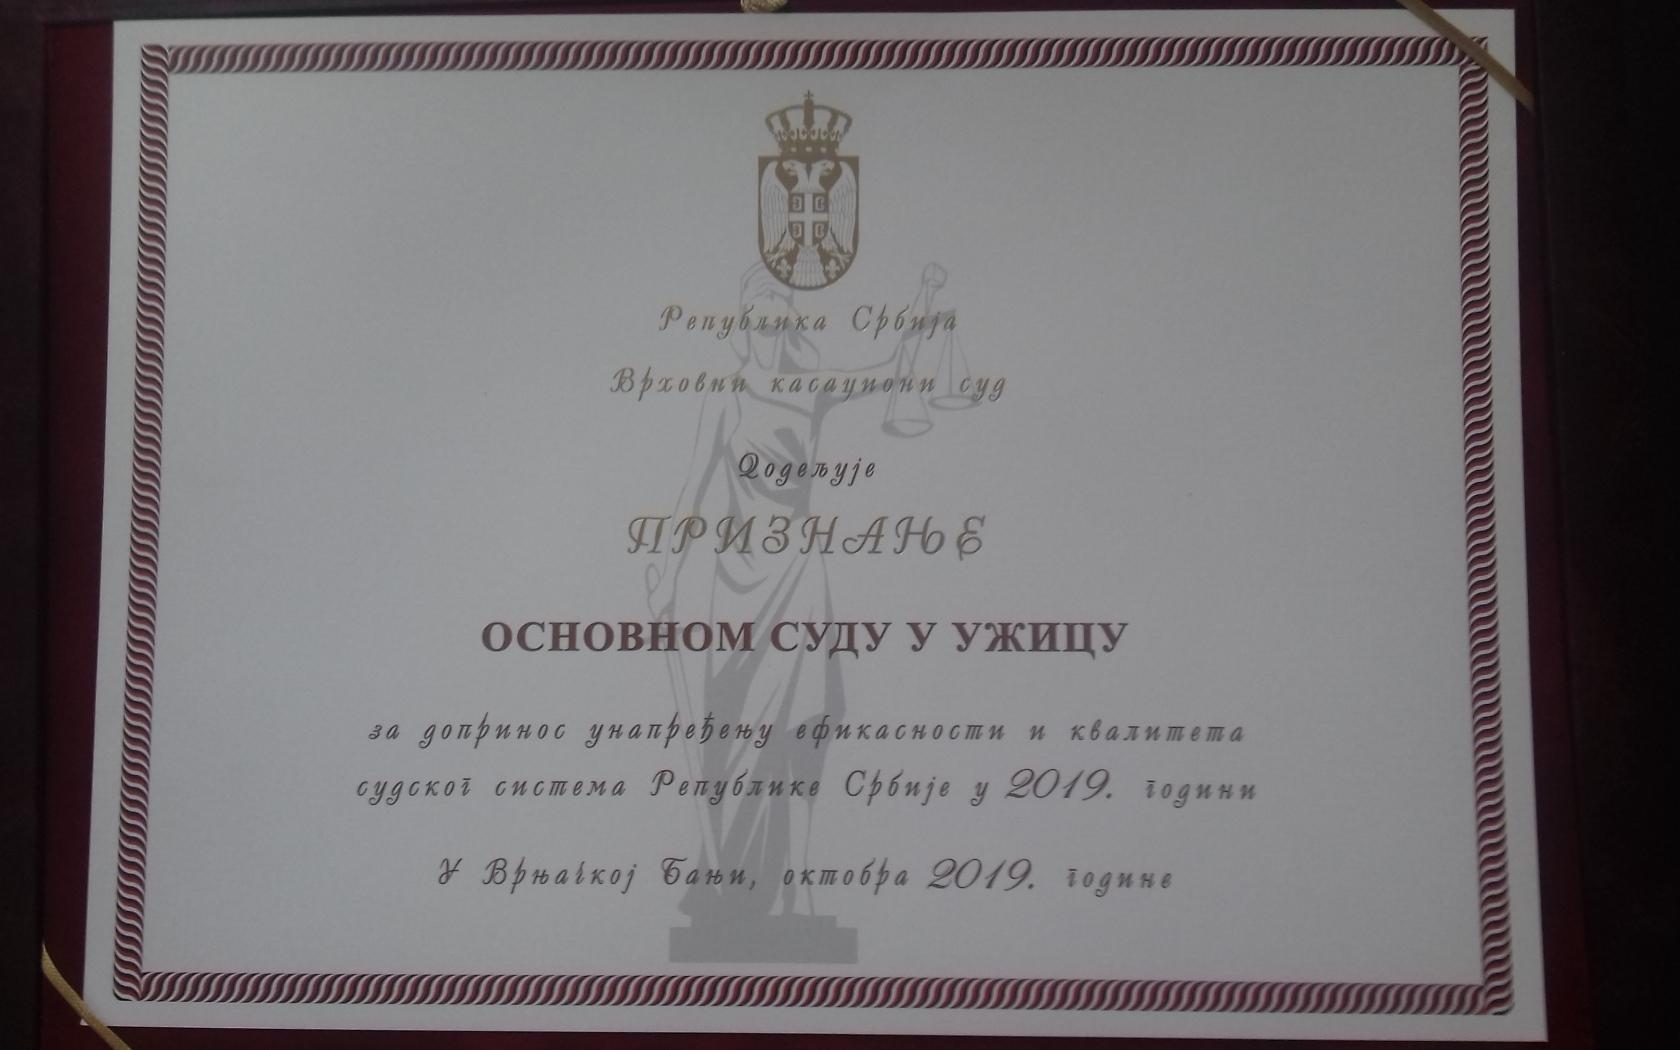 Република Србија
Врховни касациони суд
Додељује
ПРИЗНАЊЕ
ОСНОВНОМ СУДУ У УЖИЦУ
за допринос унапређењу ефикасности и квалитета
судског система Републике Србије у 2019. години
У Врњачкој Бањи, октобра 2019. године